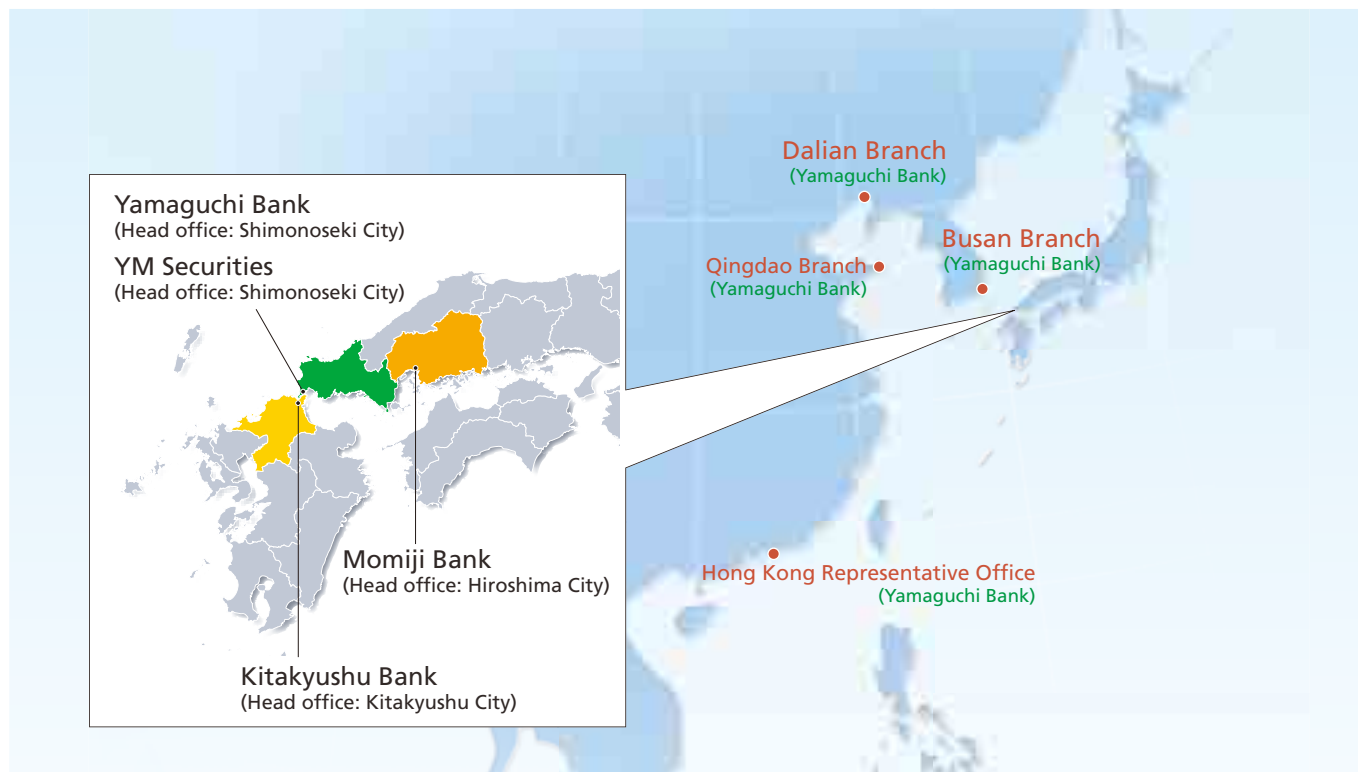 Yamaguchi Bank
(Head office: Shimonoseki City)
YM Securities
(Head office: Shimonoseki City)
Momiji Bank
(Head office: Hiroshima City)
Kitakyushu Bank
(Head office: Kitakyushu City)
Dalian Branch
(Yamaguchi Bank)
Busan Branch
(Yamaguchi Bank)
Qingdao Branch
(Yamaguchi Bank)
Hong Kong Representative Office
(Yamaguchi Bank)